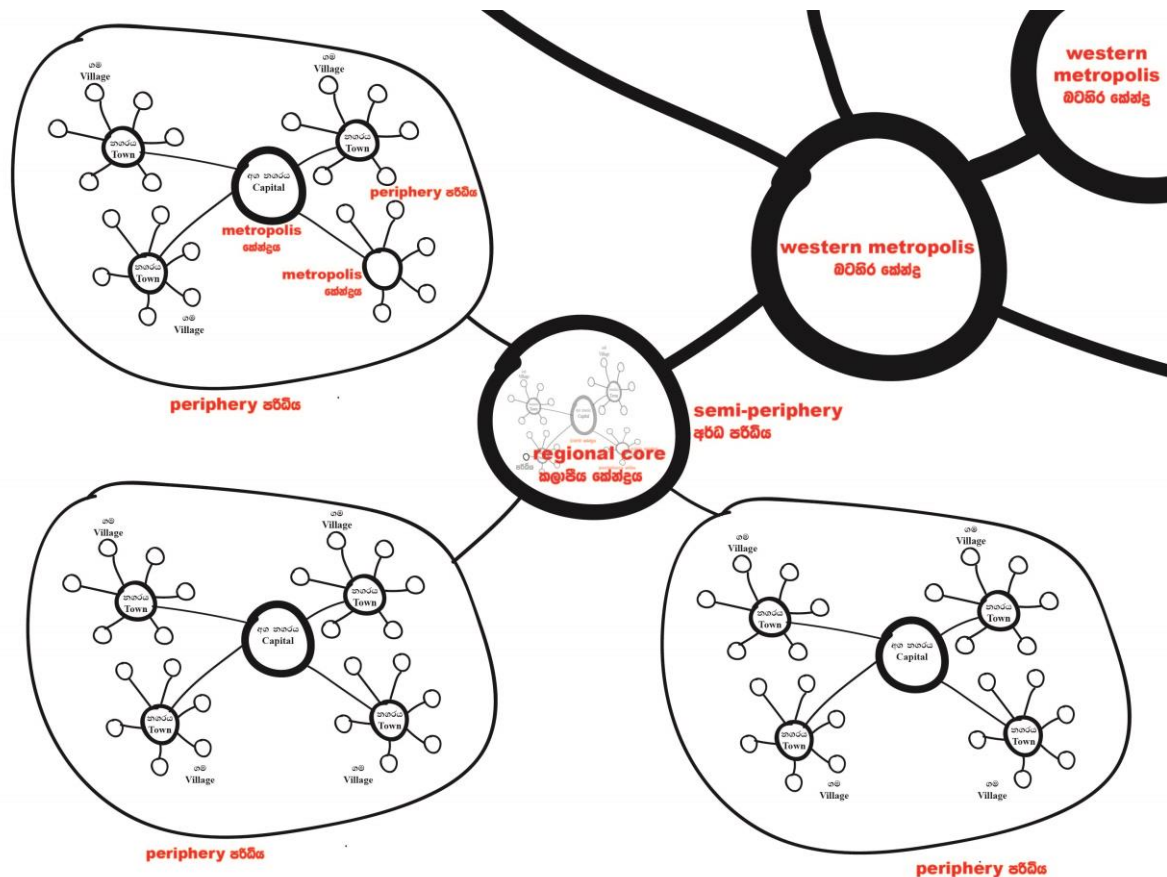 ගම
Village
ගම
Village
නගරය
Town
නගරය
Town
අග නගරය
Capital
periphery පරිධිය
metropolis
කේන්ද්‍රය
නගරය
Town
metropolis
කේන්ද්‍රය
ගම
Village
periphery පරිධිය
western
metropolis
බටහිර කේන්ද්‍ර
western metropolis
බටහිර කේන්ද්‍ර
semi-periphery
අර්ධ පරිධිය
Village
Capital
පරිධිය
regional core
කලාපීය කේන්ද්‍රය
ගම
Village
ගම
Village
නගරය
Town
නගරය
Town
අග නගරය
Capital
නගරය
Town
නගරය
Town
ගම
Village
ගම
Village
periphery පරිධිය
ගම
Village
ගම
Village
නගරය
Town
නගරය
Town
අග නගරය
Capital
නගරය
Town
නගරය
Town
ගම
Village
ගම
Village
periphery පරිධිය